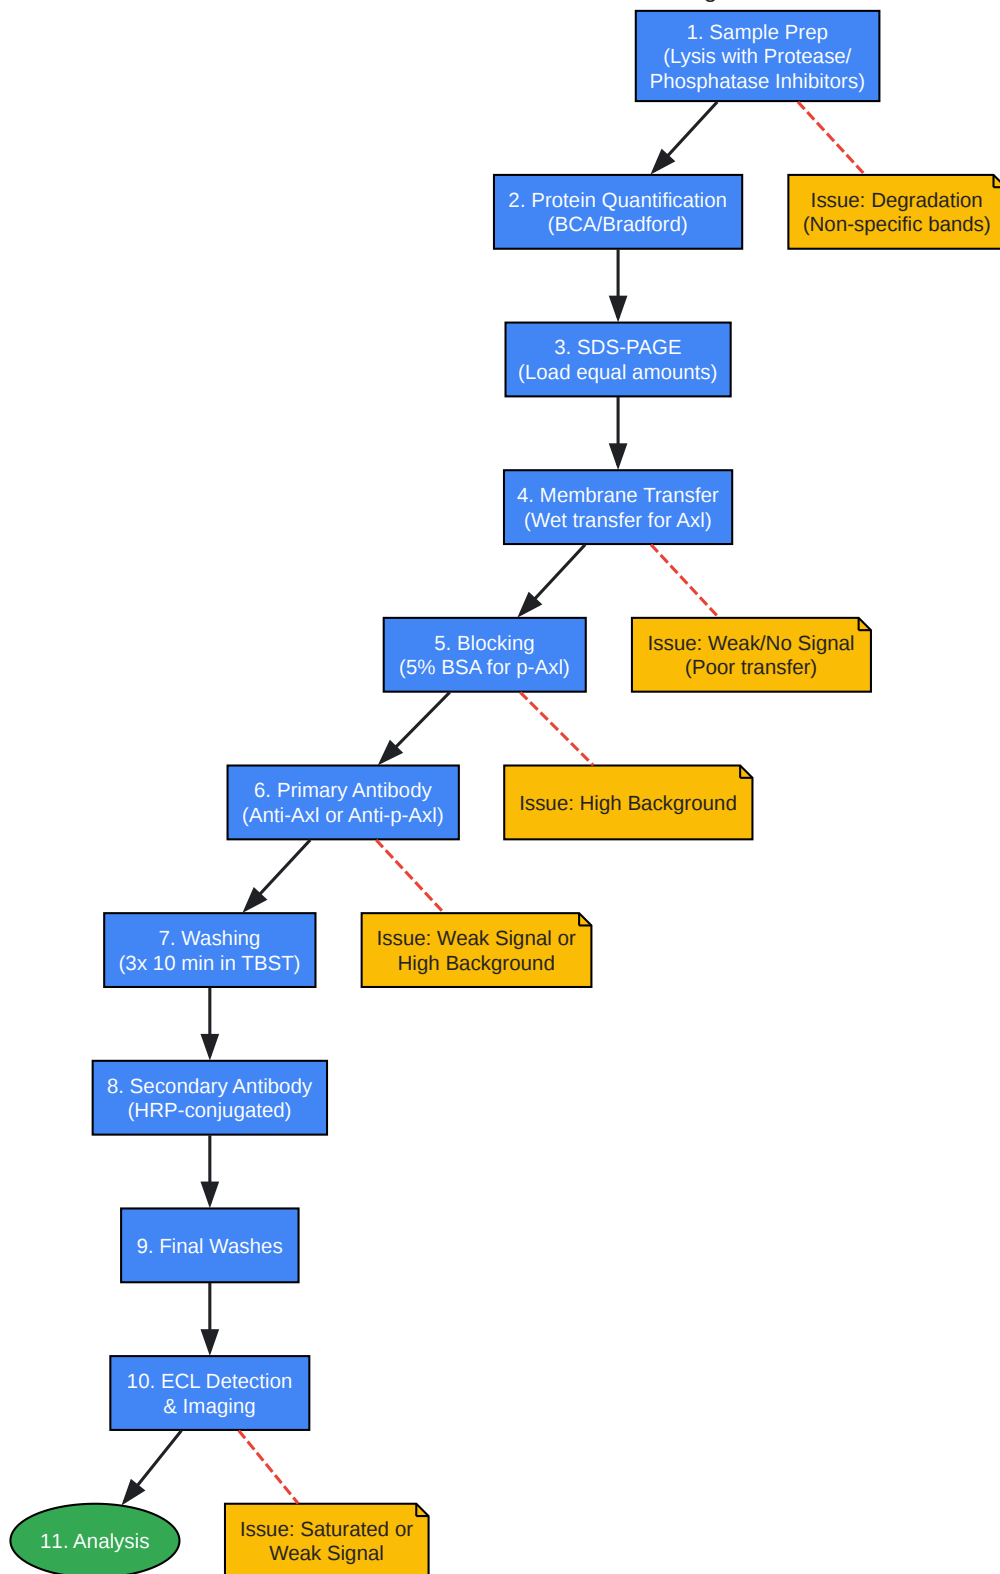 1. Sample Prep
(Lysis with Protease/
Phosphatase Inhibitors)
2. Protein Quantification
(BCA/Bradford)
Issue: Degradation
(Non-specific bands)
3. SDS-PAGE
(Load equal amounts)
4. Membrane Transfer
(Wet transfer for Axl)
5. Blocking
(5% BSA for p-Axl)
Issue: Weak/No Signal
(Poor transfer)
6. Primary Antibody
(Anti-Axl or Anti-p-Axl)
Issue: High Background
7. Washing
(3x 10 min in TBST)
Issue: Weak Signal or
High Background
8. Secondary Antibody
(HRP-conjugated)
9. Final Washes
10. ECL Detection
& Imaging
11. Analysis
Issue: Saturated or
Weak Signal